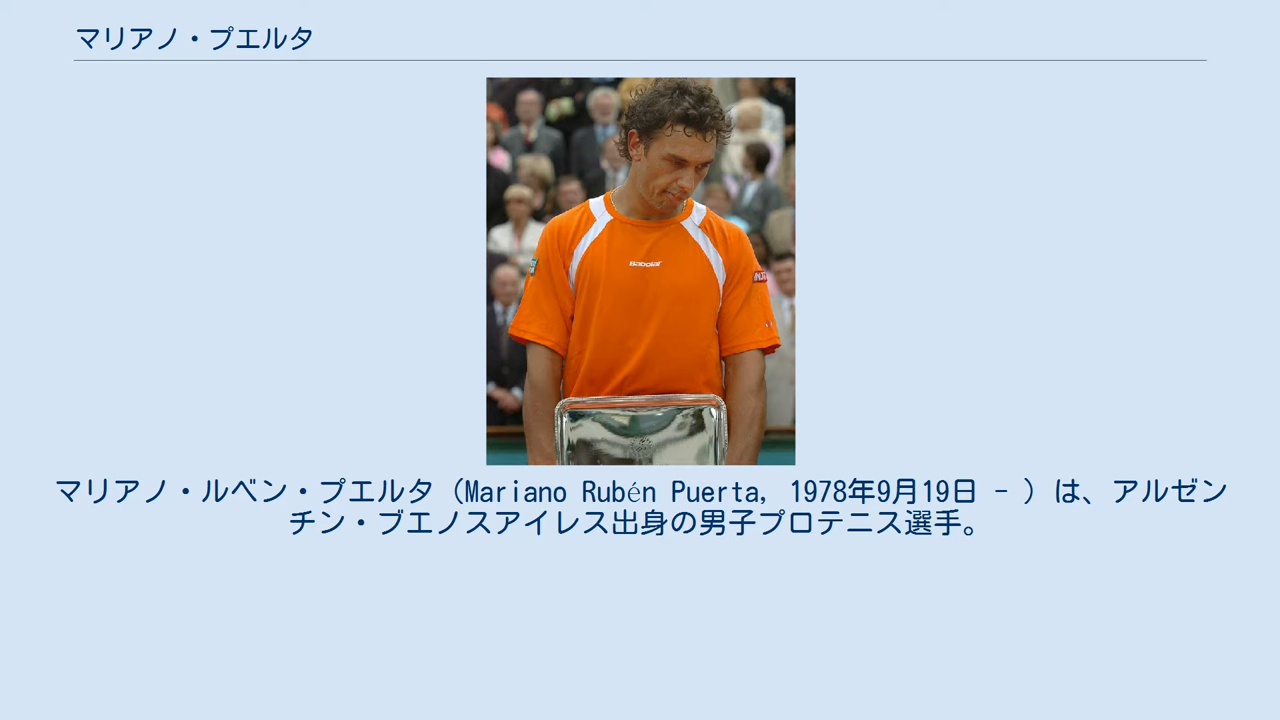 マリアノ・プエルタ
Babolat
マリアノ・ルベン・プエルタ（Mariano Rubén Puerta, 1978年9月19日 - ）は、アルゼン
チン・ブエノスアイレス出身の男子プロテニス選手。